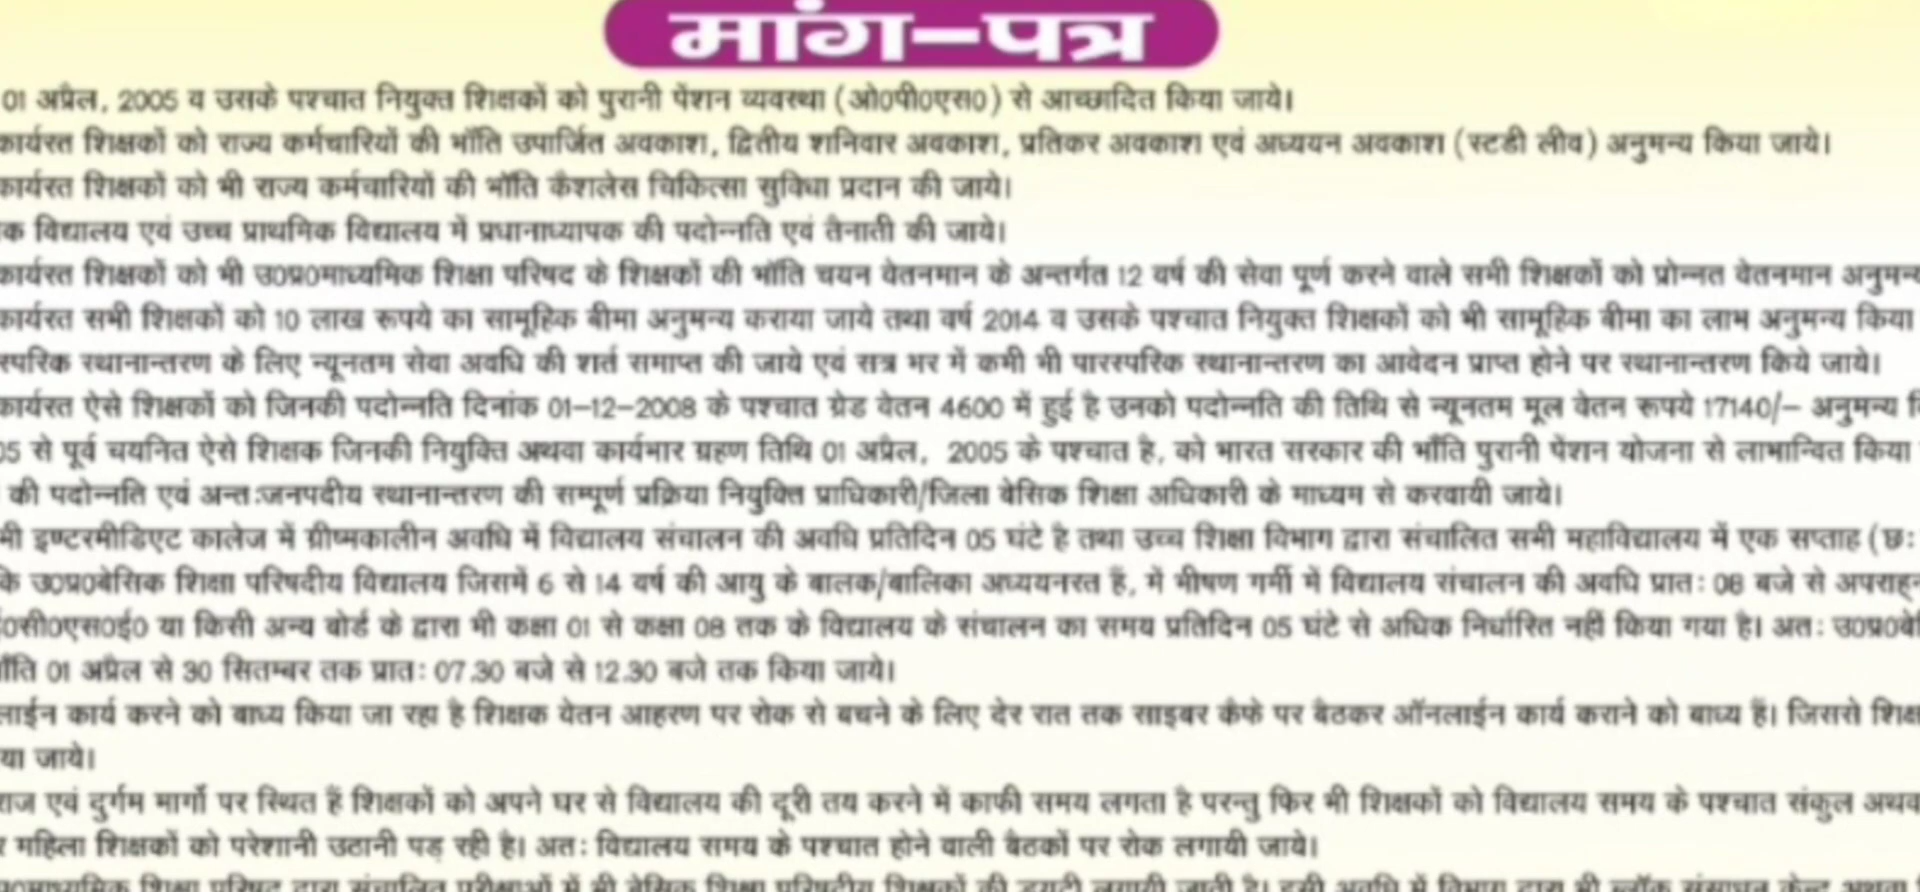 मांग–पत्र
01 अप्रैल, 2005 व उसके पश्चात नियुक्त शिक्षकों को पुरानी पेंशन व्यवस्था (ओ0पी0एस0) से आच्छादित किया जाये।
कार्यरत शिक्षकों को राज्य कर्मचारियों की भॉति उपार्जित अवकाश, द्वितीय शनिवार अवकाश, प्रतिकर अवकाश एवं अध्ययन अवकाश (स्टडी लीव) अनुमन्य किया जाये।
कार्यरत शिक्षकों को भी राज्य कर्मचारियों की भॉति कैशलेस चिकित्सा सुविधा प्रदान की जाये।
क विद्यालय एवं उच्च प्राथमिक विद्यालय में प्रधानाध्यापक की पदोन्नति एवं तैनाती की जाये।
कार्यरत शिक्षकों को भी उ0प्र0माध्यमिक शिक्षा परिषद के शिक्षकों की भॉति चयन वेतनमान के अन्तर्गत 12 वर्ष की सेवा पूर्ण करने वाले सभी शिक्षकों को प्रोन्नत वेतनमान अनुमन्य
कार्यरत सभी शिक्षकों को 10 लाख रूपये का सामूहिक बीमा अनुमन्य कराया जाये तथा वर्ष 2014 व उसके पश्चात नियुक्त शिक्षकों को भी सामूहिक बीमा का लाभ अनुमन्य किया
स्परिक स्थानान्तरण के लिए न्यूनतम सेवा अवधि की शर्त समाप्त की जाये एवं सत्र भर में कभी भी पारस्परिक स्थानान्तरण का आवेदन प्राप्त होने पर स्थानान्तरण किये जाये।
कार्यरत ऐसे शिक्षकों को जिनकी पदोन्नति दिनांक 01–12–2008 के पश्चात ग्रेड वेतन 4600 में हुई है उनको पदोन्नति की तिथि से न्यूनतम मूल वेतन रूपये 17140/– अनुमन्य
05 से पूर्व चयनित ऐसे शिक्षक जिनकी नियुक्ति अथवा कार्यभार ग्रहण तिथि 01 अप्रैल, 2005 के पश्चात है, को भारत सरकार की भॉति पुरानी पेंशन योजना से लाभान्वित किया
की पदोन्नति एवं अन्तःजनपदीय स्थानान्तरण की सम्पूर्ण प्रक्रिया नियुक्ति प्राधिकारी/जिला बेसिक शिक्षा अधिकारी के माध्यम से करवायी जाये।
भी इण्टरमीडिएट कालेज में ग्रीष्मकालीन अवधि में विद्यालय संचालन की अवधि प्रतिदिन 05 घंटे है तथा उच्च शिक्षा विभाग द्वारा संचालित सभी महाविद्यालय में एक सप्ताह (छः
कि उ0प्र0बेसिक शिक्षा परिषदीय विद्यालय जिसमें 6 से 14 वर्ष की आयु के बालक/बालिका अध्ययनरत है, में भीषण गर्मी में विद्यालय संचालन की अवधि प्रातः 08 बजे से अपराह्न
0सी0एस0ई0 या किसी अन्य बोर्ड के द्वारा भी कक्षा 01 से कक्षा 08 तक के विद्यालय के संचालन का समय प्रतिदिन 05 घंटे से अधिक निर्धारित नहीं किया गया है। अतः उ0प्र0बे
ॉति 01 अप्रैल से 30 सितम्बर तक प्रातः 07.30 बजे से 12.30 बजे तक किया जाये।
लाईन कार्य करने को बाध्य किया जा रहा है शिक्षक वेतन आहरण पर रोक से बचने के लिए देर रात तक साइबर कैफे पर बैठकर ऑनलाईन कार्य कराने को बाध्य हैं। जिससे शिक्ष
या जाये।
राज एवं दुर्गम मार्गो पर स्थित हैं शिक्षकों को अपने घर से विद्यालय की दूरी तय करने में काफी समय लगता है परन्तु फिर भी शिक्षकों को विद्यालय समय के पश्चात संकुल अथव
र महिला शिक्षकों को परेशानी उठानी पड़ रही है। अतः विद्यालय समय के पश्चात होने वाली बैठकों पर रोक लगायी जाये।
0माध्यमिक शिक्षा परिषद द्वारा संचालित परीक्षाओं में भी बेसिक शिक्षा परिषदीय शिक्षकों की ड्यूटी लगायी जाती है। इसी अवधि में विभाग द्वारा भी ब्लॉक संसाधन केन्द्र अथवा